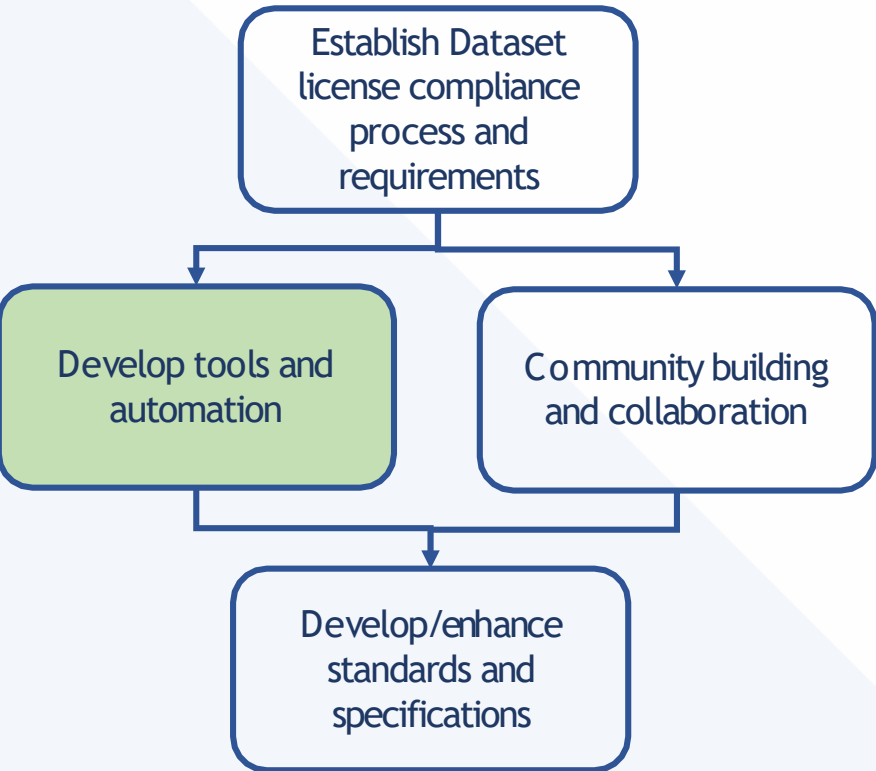 Establish Dataset
license compliance
process and
requirements
Develop tools and
automation
Community building
and collaboration
Develop/enhance
standards and
specifications